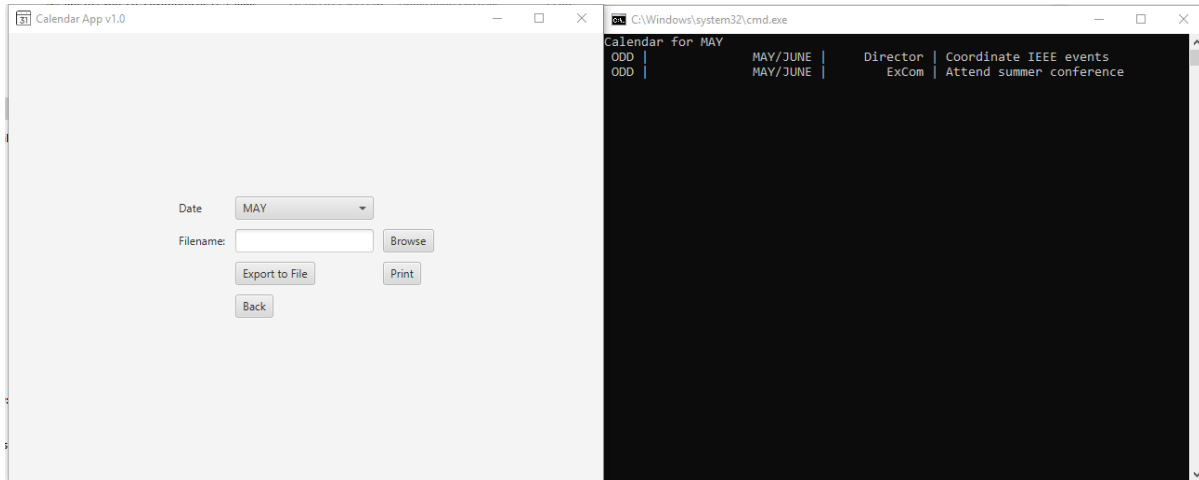 Calendar App v1.0
Date
MAY
Filename:
Browse
Export to File
Print
Back
C:\Windows\system32\cmd.exe
Calendar for MAY
ODD | MAY/JUNE | Director | Coordinate IEEE events
ODD | MAY/JUNE | ExCom | Attend summer conference